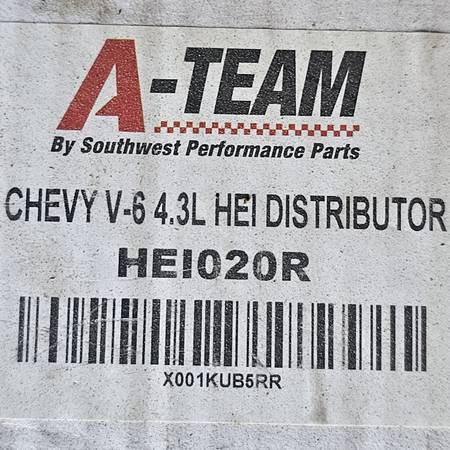 A-TEAM
By Southwest Performance Parts
CHEVY V-6 4.3L HEI DISTRIBUTOR
HEI020R
X001KUB5RR